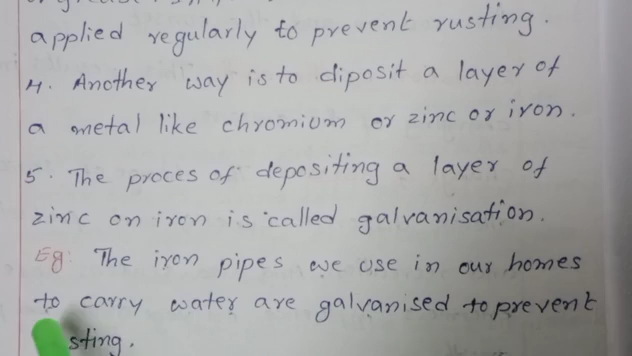 applied regularly to prevent rusting.
4. Another way is to diposit a layer of
a metal like chromium or zinc or iron.
5. The proces of depositing a layer of
zinc on iron is called galvanisation.
Eg: The iron pipes we use in our homes
to carry water are galvanised to prevent
sting.